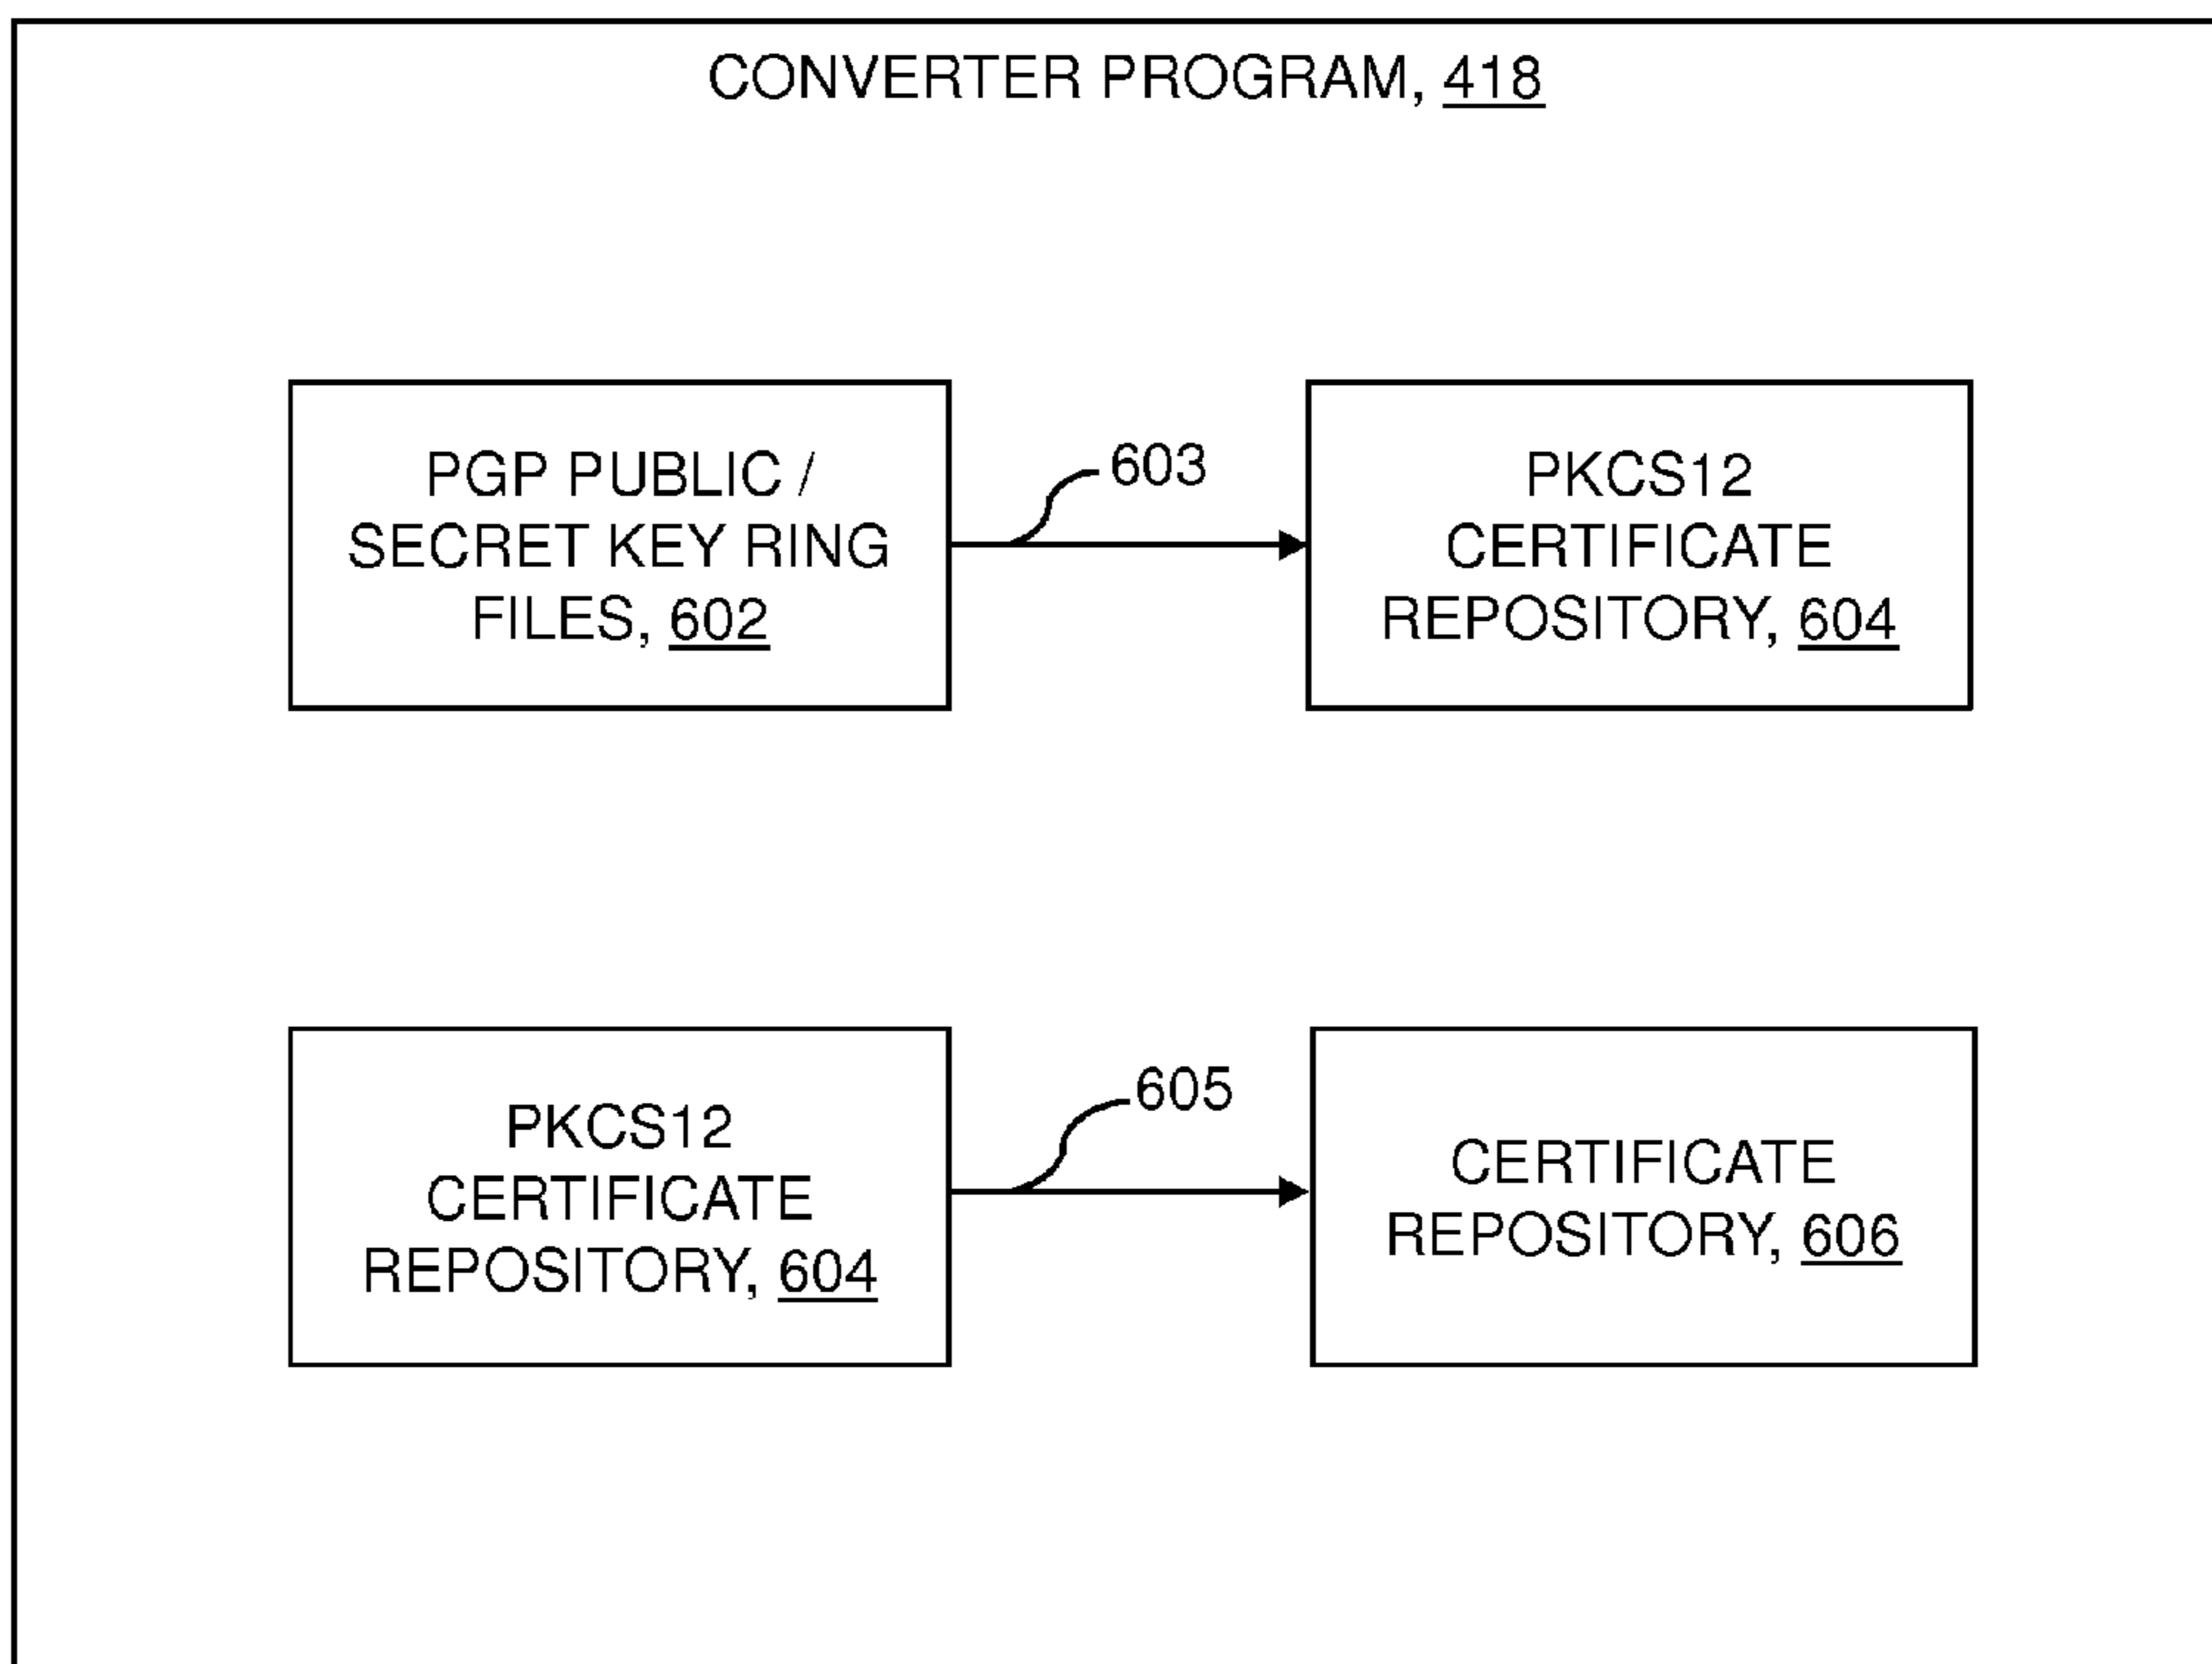 CONVERTER PROGRAM, 418
PGP PUBLIC /
SECRET KEY RING
FILES, 602
603
PKCS12
CERTIFICATE
REPOSITORY, 604
PKCS12
CERTIFICATE
REPOSITORY, 604
605
CERTIFICATE
REPOSITORY, 606